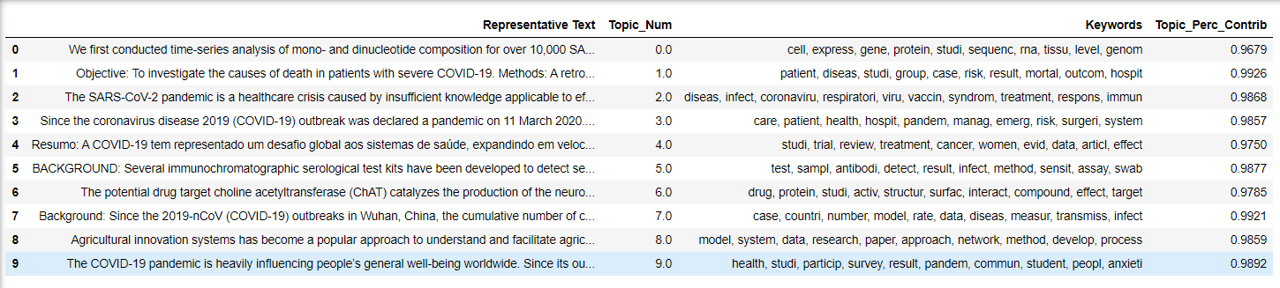 Representative Text Topic_Num Keywords Topic_Perc_Contrib
0 We first conducted time-series analysis of mono- and dinucleotide composition for over 10,000 SA... 0.0 cell, express, gene, protein, studi, sequenc, rna, tissu, level, genom 0.9679
1 Objective: To investigate the causes of death in patients with severe COVID-19. Methods: A retro... 1.0 patient, diseas, studi, group, case, risk, result, mortal, outcom, hospit 0.9926
2 The SARS-CoV-2 pandemic is a healthcare crisis caused by insufficient knowledge applicable to ef... 2.0 diseas, infect, coronaviru, respiratori, viru, vaccin, syndrom, treatment, respons, immun 0.9868
3 Since the coronavirus disease 2019 (COVID-19) outbreak was declared a pandemic on 11 March 2020.... 3.0 care, patient, health, hospit, pandem, manag, emerg, risk, surgeri, system 0.9857
4 Resumo: A COVID-19 tem representado um desafio global aos sistemas de saúde, expandindo em veloc... 4.0 studi, trial, review, treatment, cancer, women, evid, data, articl, effect 0.9750
5 BACKGROUND: Several immunochromatographic serological test kits have been developed to detect se... 5.0 test, sampl, antibodi, detect, result, infect, method, sensit, assay, swab 0.9877
6 The potential drug target choline acetyltransferase (ChAT) catalyzes the production of the neuro... 6.0 drug, protein, studi, activ, structur, surfac, interact, compound, effect, target 0.9785
7 Background: Since the 2019-nCoV (COVID-19) outbreaks in Wuhan, China, the cumulative number of c... 7.0 case, countri, number, model, rate, data, diseas, measur, transmiss, infect 0.9921
8 Agricultural innovation systems has become a popular approach to understand and facilitate agric... 8.0 model, system, data, research, paper, approach, network, method, develop, process 0.9859
9 The COVID-19 pandemic is heavily influencing people's general well-being worldwide. Since its ou... 9.0 health, studi, particip, survey, result, pandem, commun, student, peopl, anxieti 0.9892